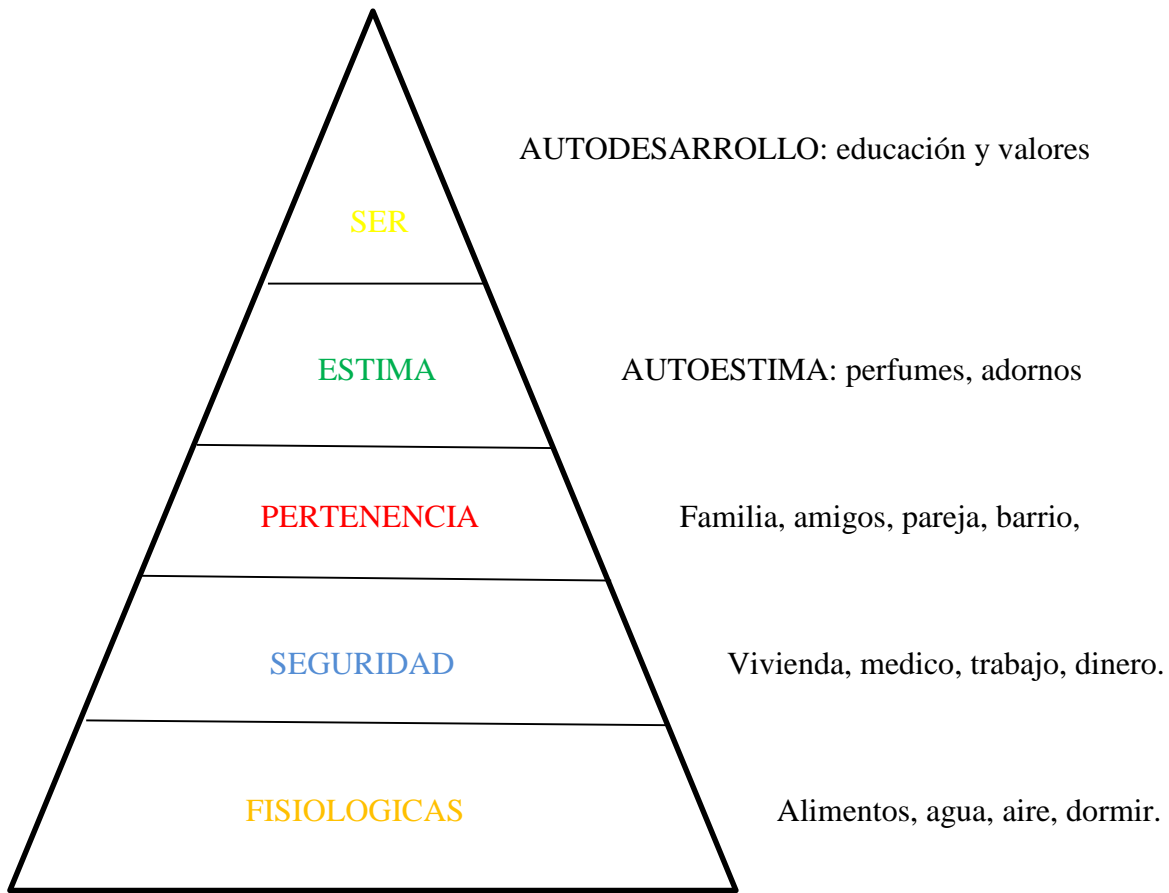 AUTODESARROLLO: educación y valores
SER
ESTIMA
AUTOESTIMA: perfumes, adornos
PERTENENCIA
Familia, amigos, pareja, barrio,
SEGURIDAD
Vivienda, medico, trabajo, dinero.
FISIOLOGICAS
Alimentos, agua, aire, dormir.